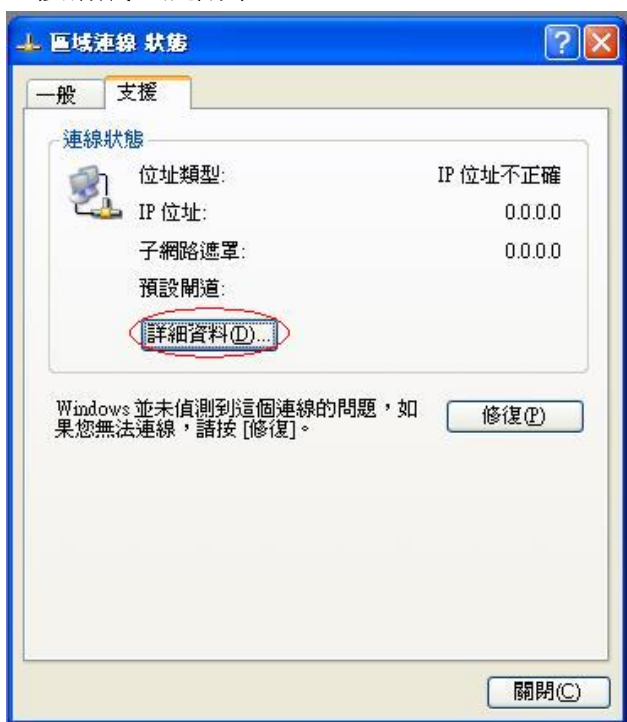 區域連線 狀態
一般
支援
連線狀態
位址類型: IP 位址不正確
IP 位址: 0.0.0.0
子網路遮罩: 0.0.0.0
預設閘道:
詳細資料(D)...
Windows 並未偵測到這個連線的問題，如
果您無法連線，請按 [修復]。
修復(P)
關閉(C)